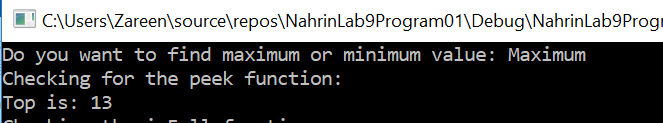 C:\Users\Zareen\source\repos\NahrinLab9Program01\Debug\NahrinLab9Progr
Do you want to find maximum or minimum value: Maximum
Checking for the peek function:
Top is: 13